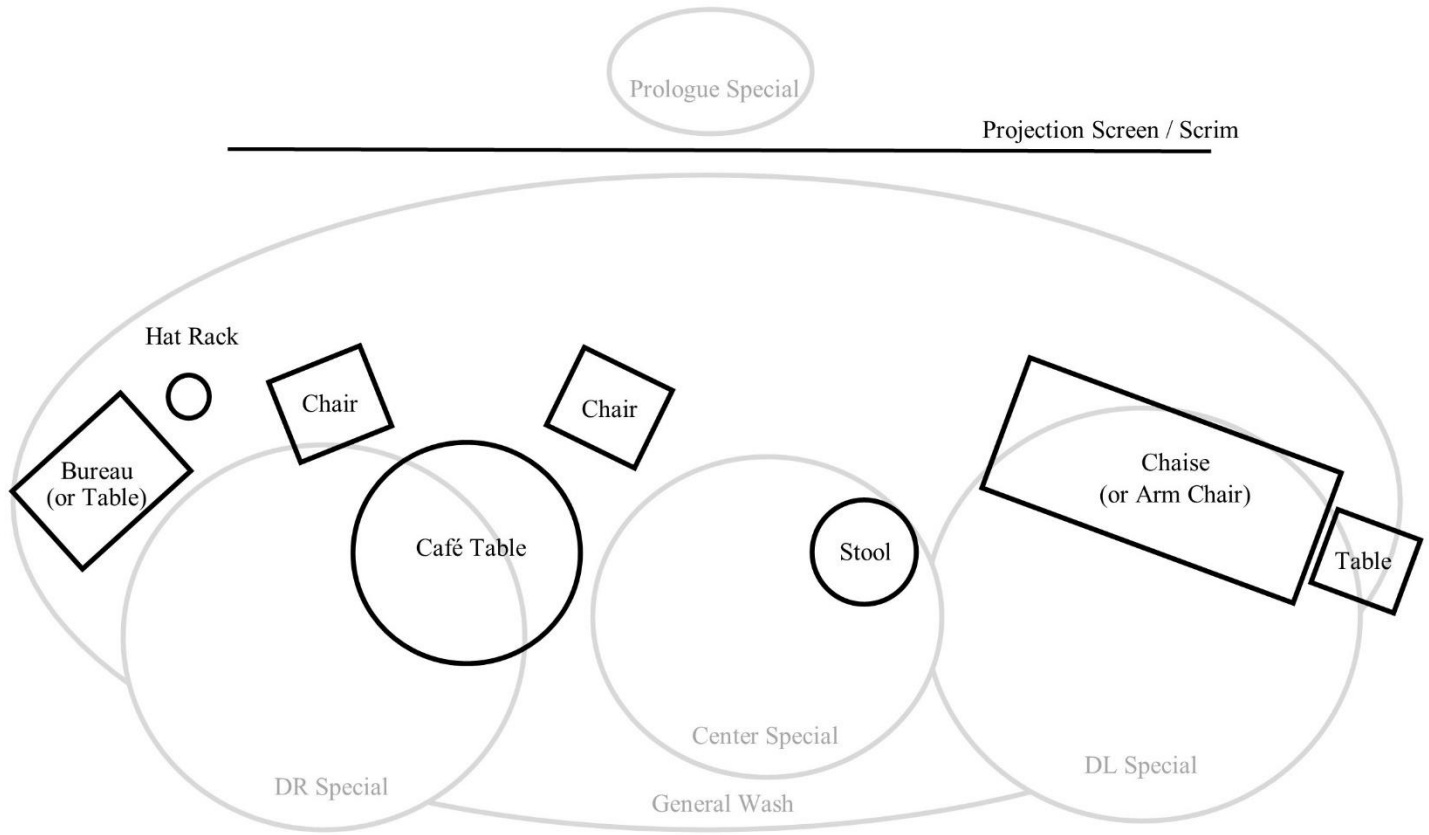 Prologue Special
Projection Screen / Scrim
Hat Rack
Chair
Chair
Bureau
(or Table)
Chaise
(or Arm Chair)
Café Table
Stool
Table
Center Special
DL Special
DR Special
General Wash